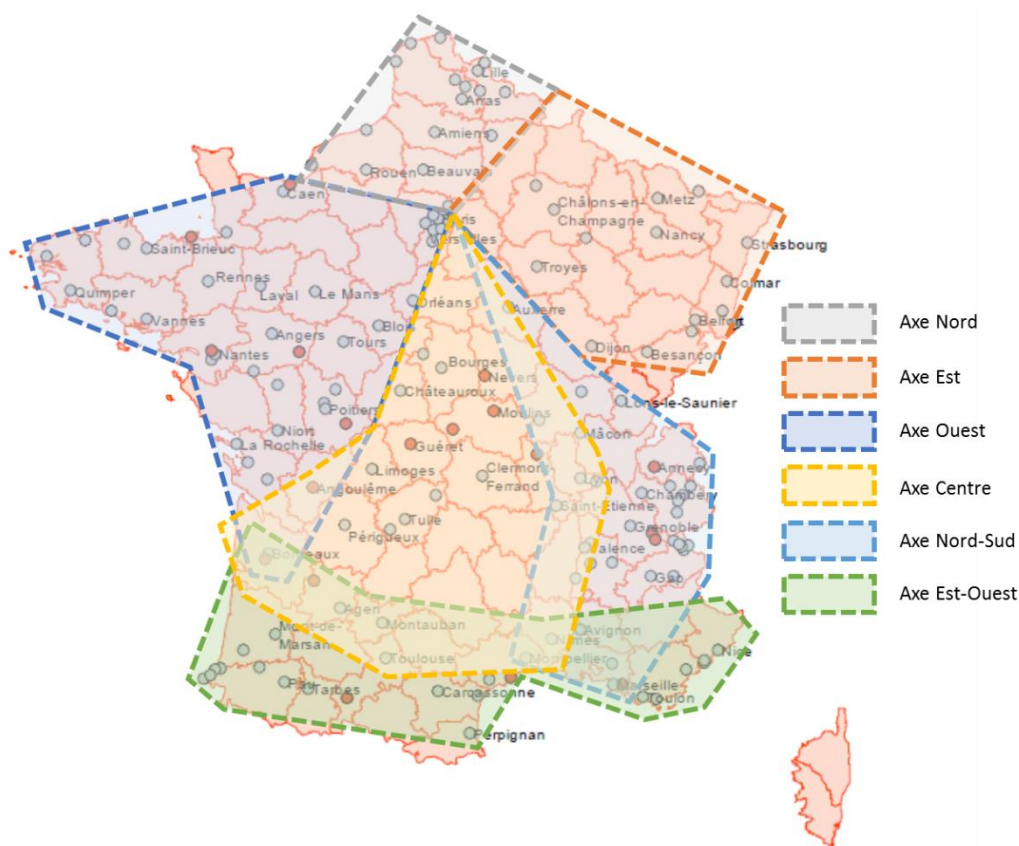 Lille
Arras
Amiens
Rouen
Beauvais
Caen
Paris
Versailles
Châlons-en-
Champagne
Metz
Nancy
Strasbourg
Saint-Brieuc
Troyes
Quimper
Rennes
Laval
Le Mans
Orléans
Auxerre
Colmar
Vannes
Angers
Blois
Tours
Belfort
Nantes
Dijon
Besançon
Bourges
Nevers
Châteauroux
Lons-le-Saunier
Poitiers
Moulins
Niort
Mâcon
La Rochelle
Guéret
Limoges
Clermont-
Ferrand
Annecy
Angoulême
Lyon
Chambéry
Saint-Étienne
Tulle
Périgueux
Grenoble
Bordeaux
Valence
Gap
Agen
Mont-de-
Marsan
Montauban
Avignon
Nîmes
Nice
Toulouse
Montpellier
Pau
Tarbes
Carcassonne
Marseille
Toulon
Perpignan
Axe Nord
Axe Est
Axe Ouest
Axe Centre
Axe Nord-Sud
Axe Est-Ouest